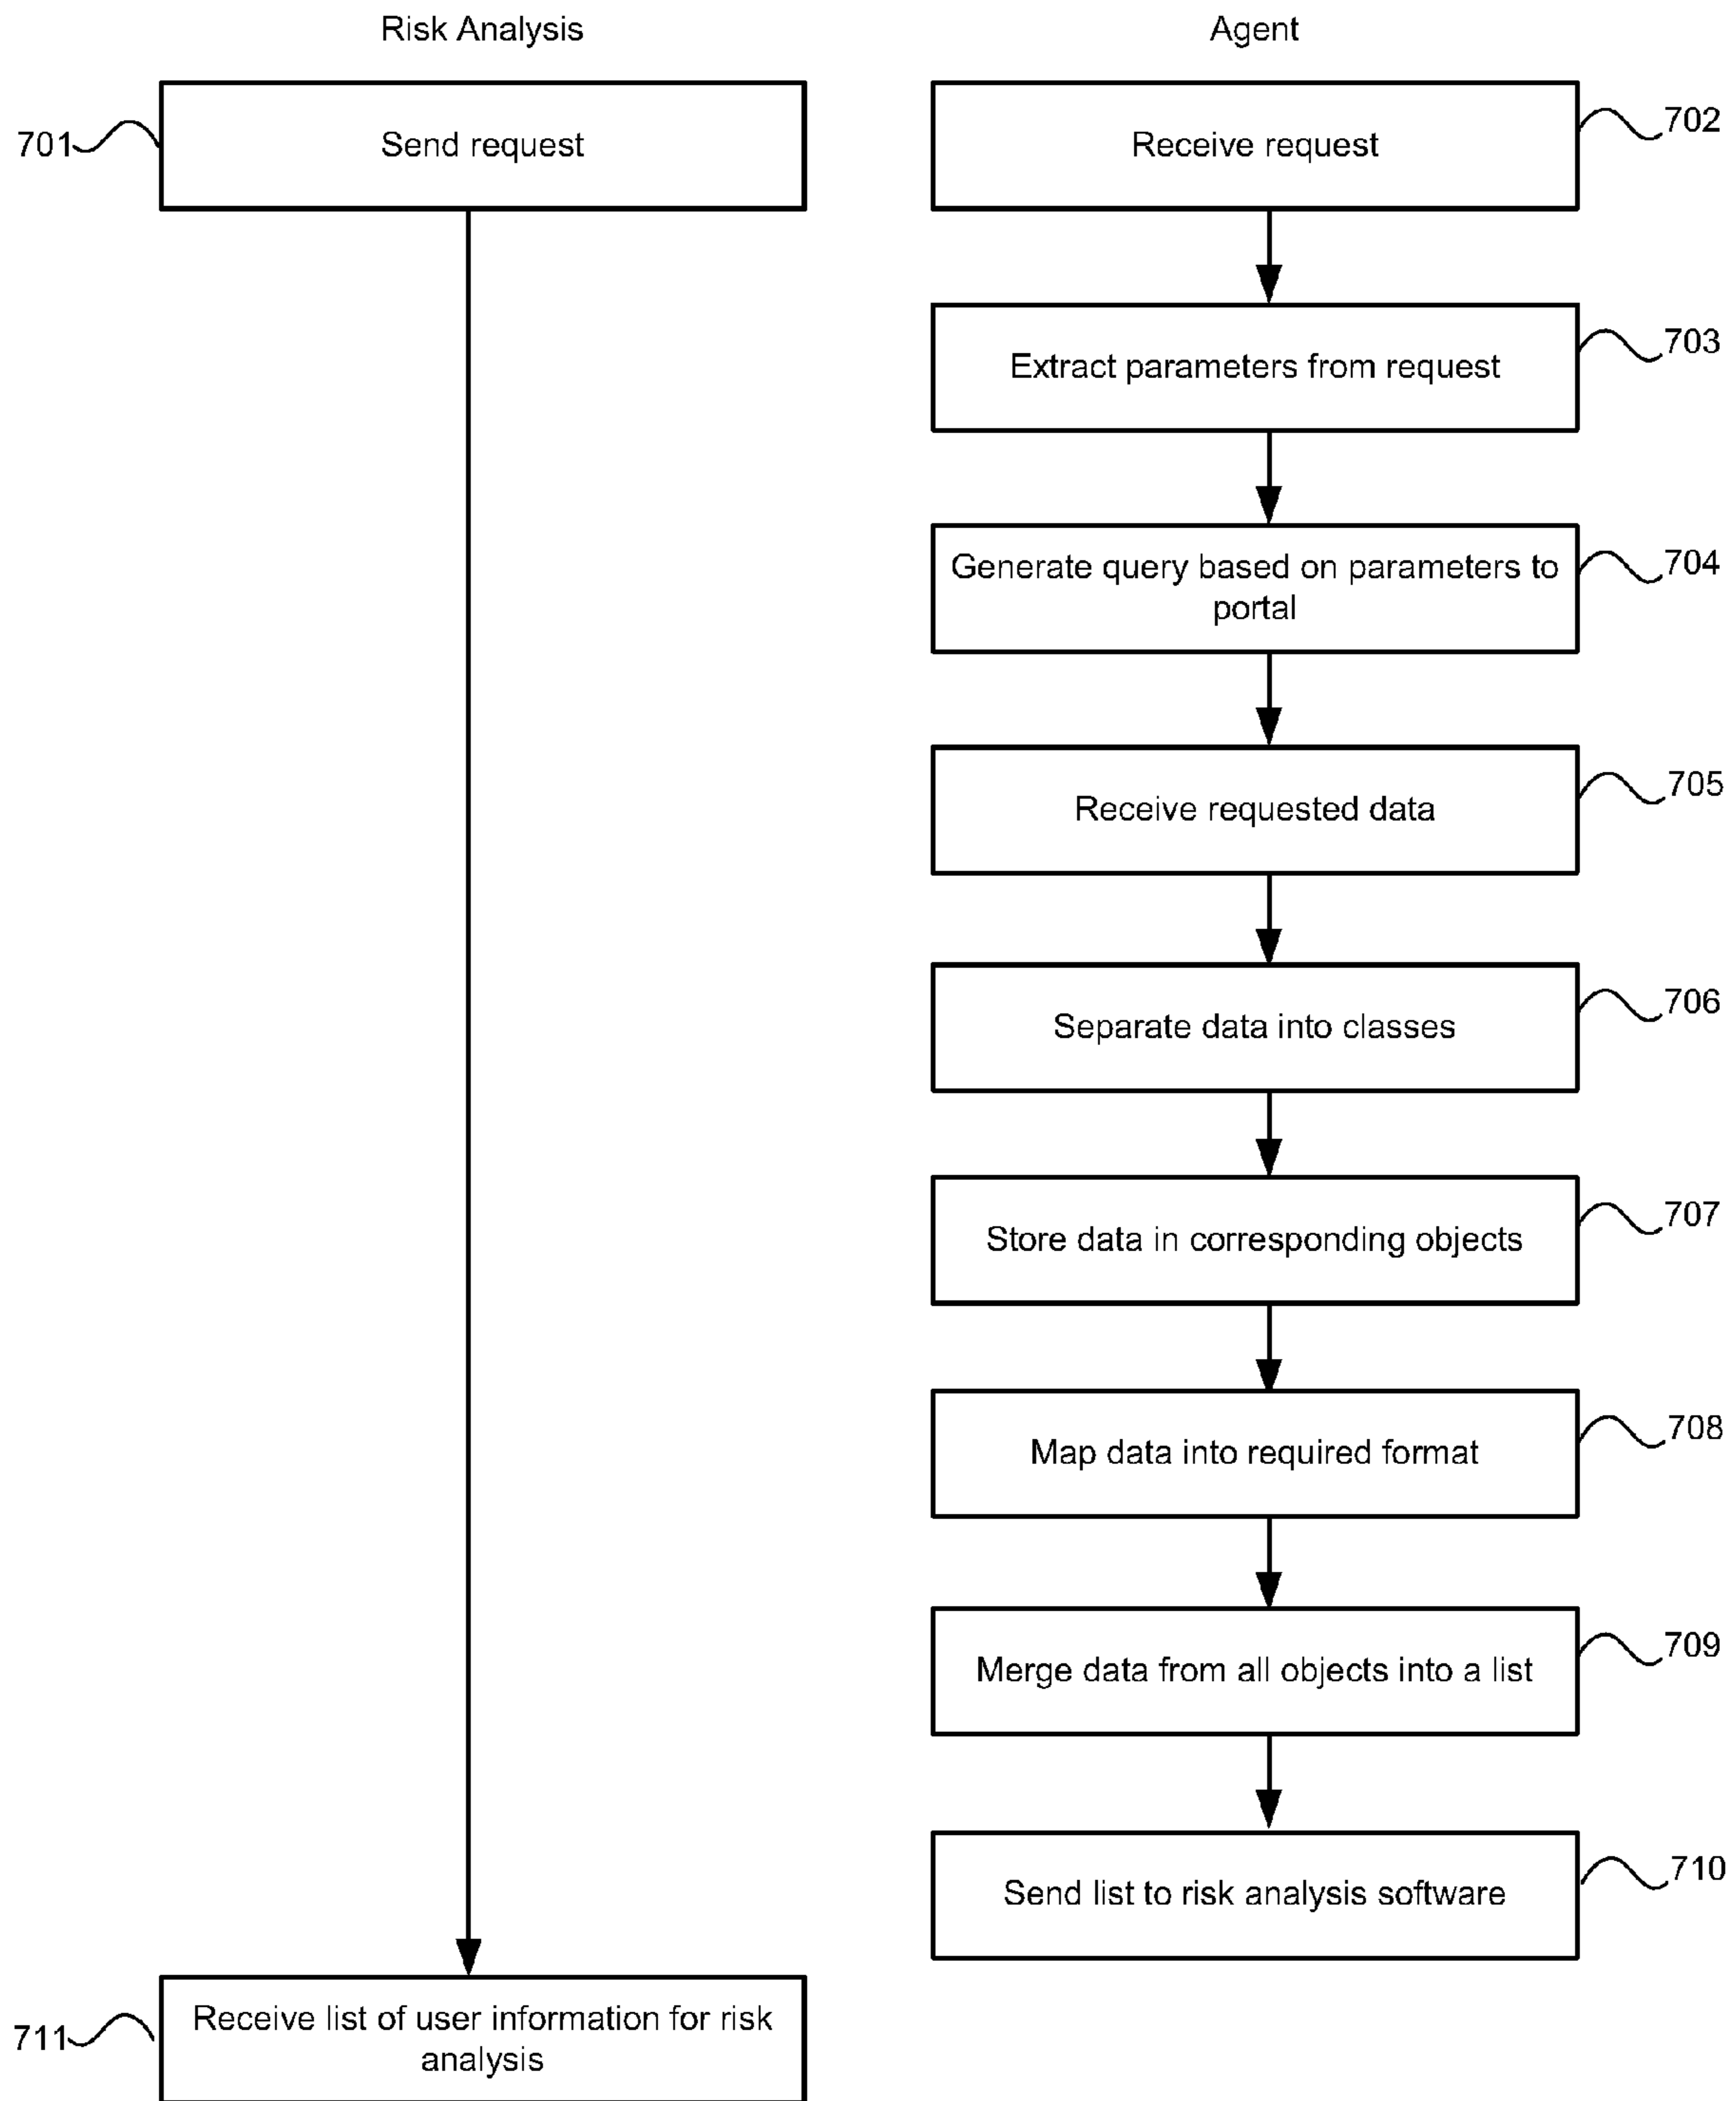 Risk Analysis
Agent
701
Send request
Receive request
702
Extract parameters from request
703
Generate query based on parameters to
portal
704
Receive requested data
705
Separate data into classes
706
Store data in corresponding objects
707
Map data into required format
708
Merge data from all objects into a list
709
Send list to risk analysis software
710
711
Receive list of user information for risk
analysis